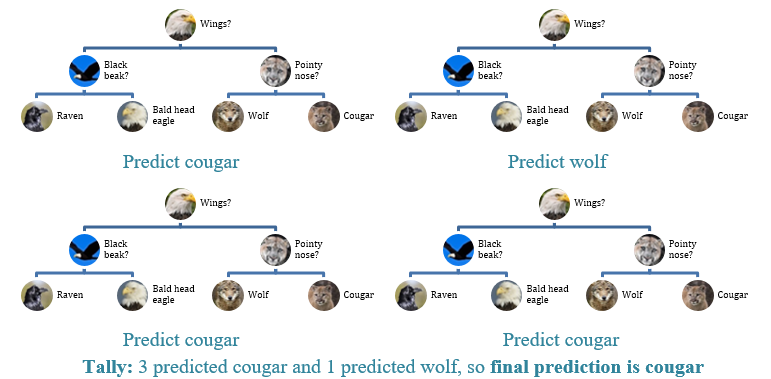 Wings?
Black
beak?
Pointy
nose?
Raven
Bald head
eagle
Wolf
Cougar
Predict cougar
Wings?
Black
beak?
Pointy
nose?
Raven
Bald head
eagle
Wolf
Cougar
Predict wolf
Wings?
Black
beak?
Pointy
nose?
Raven
Bald head
eagle
Wolf
Cougar
Predict cougar
Wings?
Black
beak?
Pointy
nose?
Raven
Bald head
eagle
Wolf
Cougar
Predict cougar
Tally: 3 predicted cougar and 1 predicted wolf, so final prediction is cougar